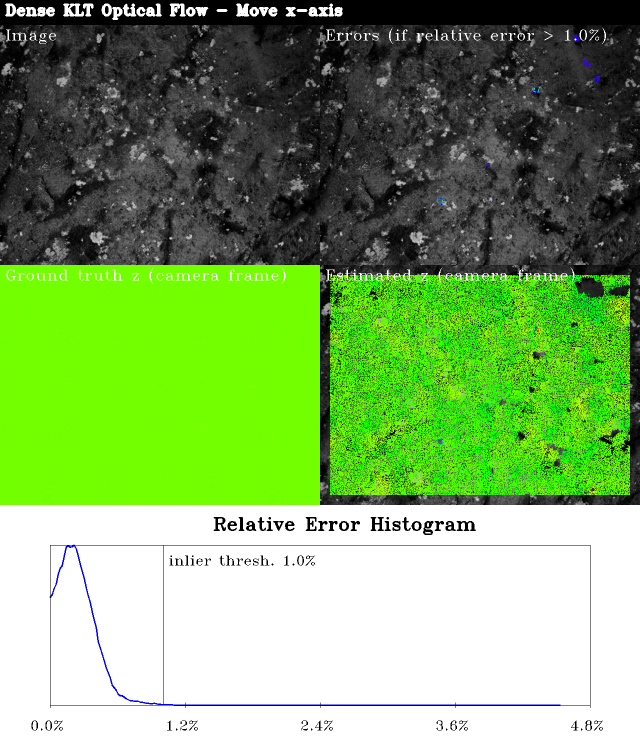 Dense KLT Optical Flow - Move x-axis
Image
Errors (if relative error > 1.0%)
Ground truth z (camera frame)
Estimated z (camera frame)
Relative Error Histogram
inlier thresh. 1.0%
0.0% 1.2% 2.4% 3.6% 4.8%